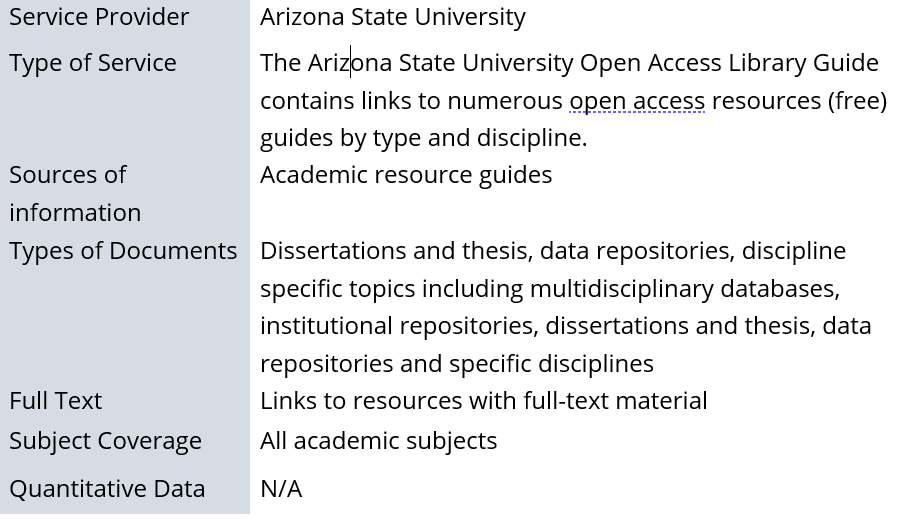 Service Provider Arizona State University
Type of Service The Arizona State University Open Access Library Guide
contains links to numerous open access resources (free)
guides by type and discipline.
Sources of Academic resource guides
information
Types of Documents Dissertations and thesis, data repositories, discipline
specific topics including multidisciplinary databases,
institutional repositories, dissertations and thesis, data
repositories and specific disciplines
Full Text Links to resources with full-text material
Subject Coverage All academic subjects
Quantitative Data N/A